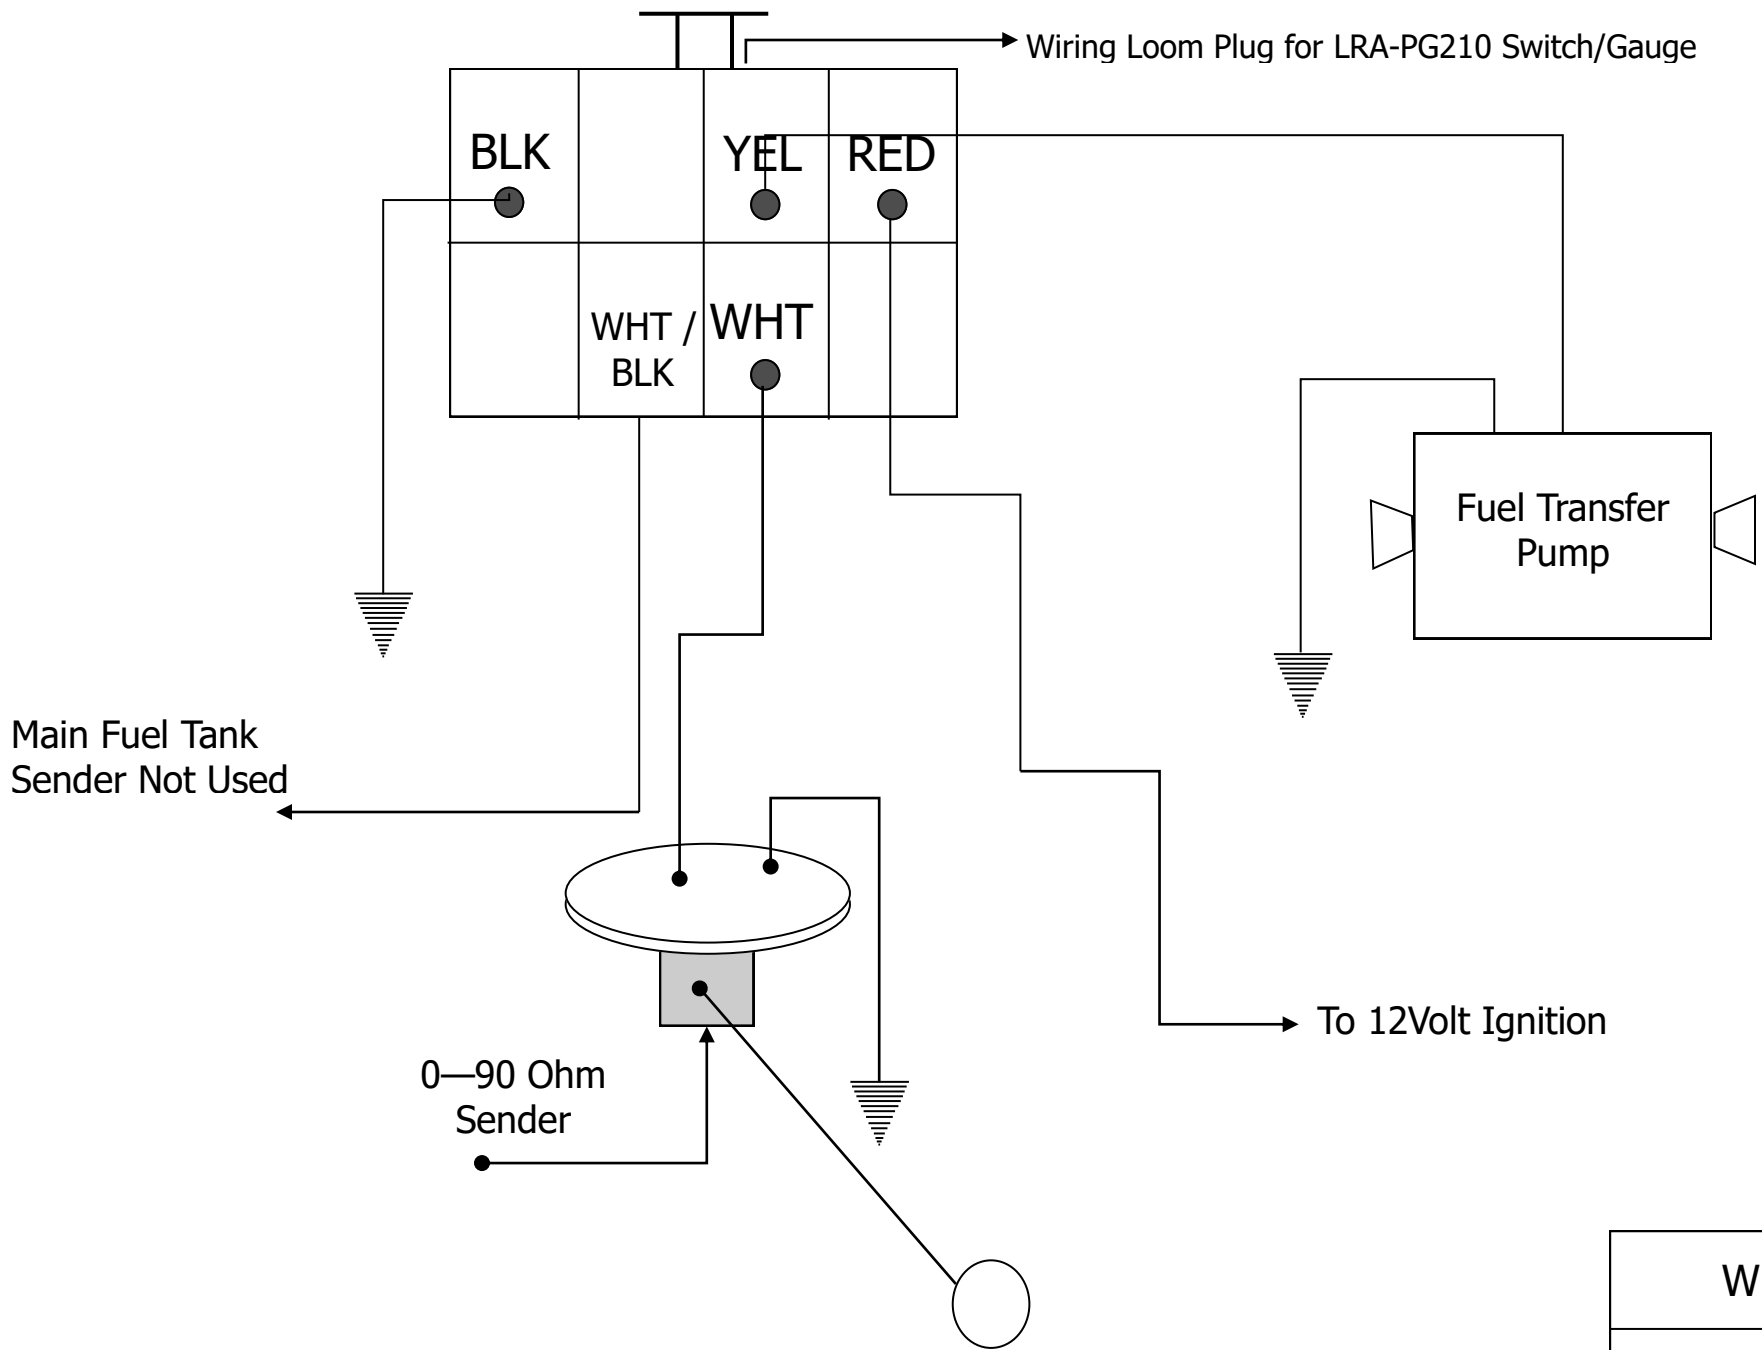 Wiring Loom Plug for LRA-PG210 Switch/Gauge
BLK
YEL
RED
WHT /
BLK
WHT
Fuel Transfer
Pump
Main Fuel Tank
Sender Not Used
To 12Volt Ignition
0—90 Ohm
Sender
W